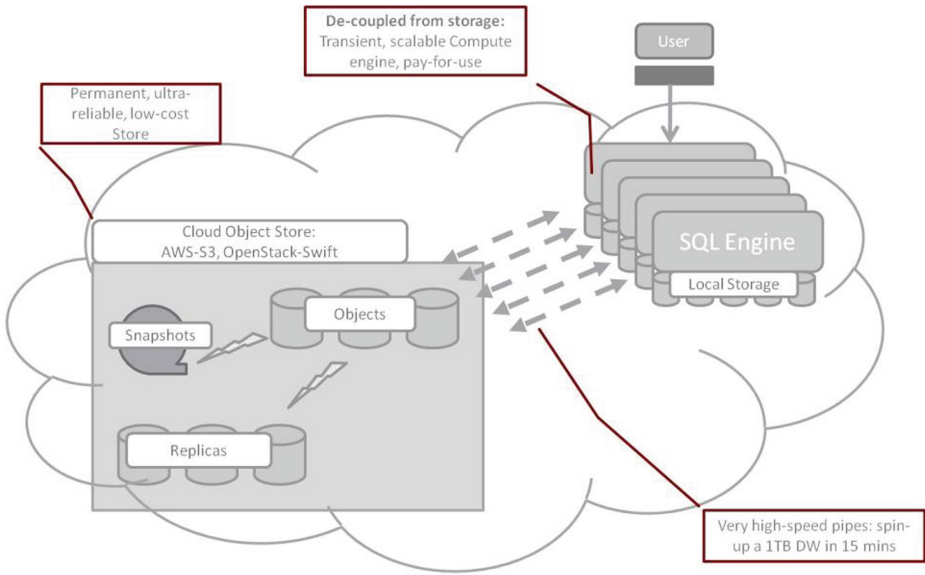 De-coupled from storage:
Transient, scalable Compute
engine, pay-for-use
User
Permanent, ultra-
reliable, low-cost
Store
Cloud Object Store:
AWS-S3, OpenStack-Swift
SQL Engine
Local Storage
Objects
Snapshots
Replicas
Very high-speed pipes: spin-
up a 1TB DW in 15 mins